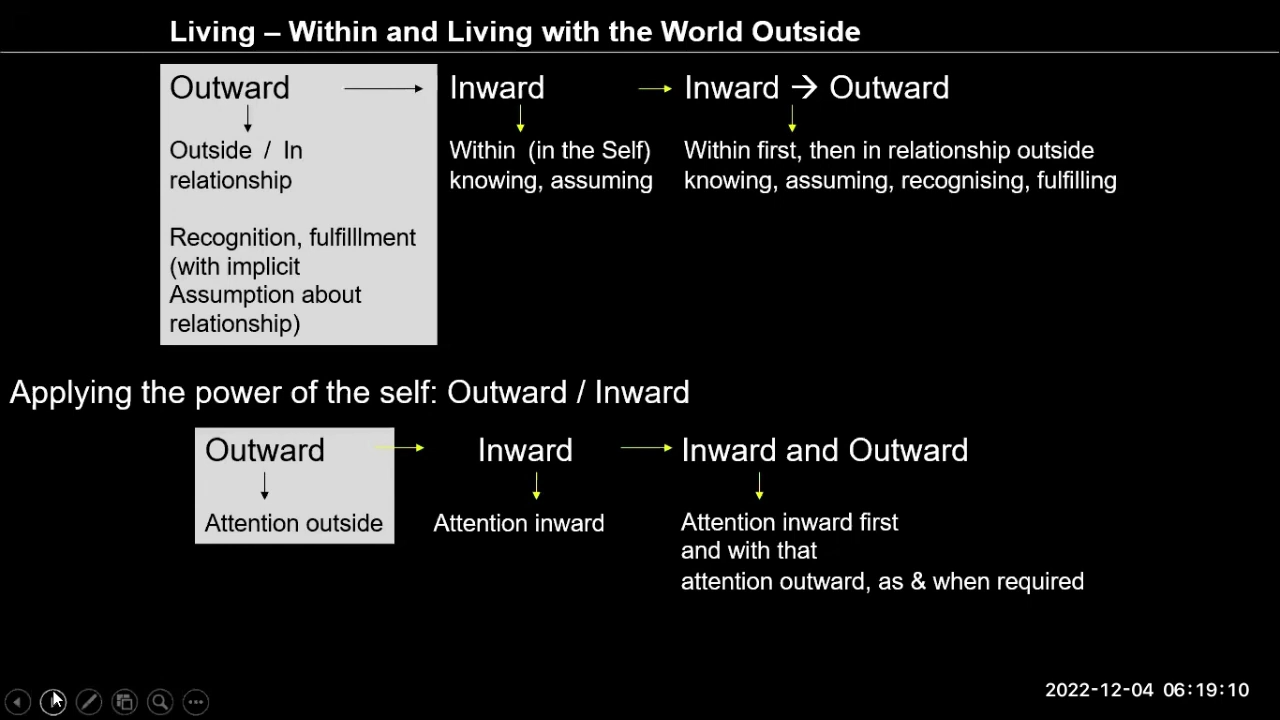 Living – Within and Living with the World Outside
Outward
Inward
Inward → Outward
Outside / In
relationship
Recognition, fulfilllment
(with implicit
Assumption about
relationship)
Within (in the Self)
knowing, assuming
Within first, then in relationship outside
knowing, assuming, recognising, fulfilling
Applying the power of the self: Outward / Inward
Outward
Inward
Inward and Outward
Attention outside
Attention inward
Attention inward first
and with that
attention outward, as & when required
2022-12-04 06:19:10